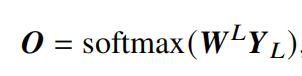 𝑶 = softmax(𝑾^𝐿 𝒀_𝐿),